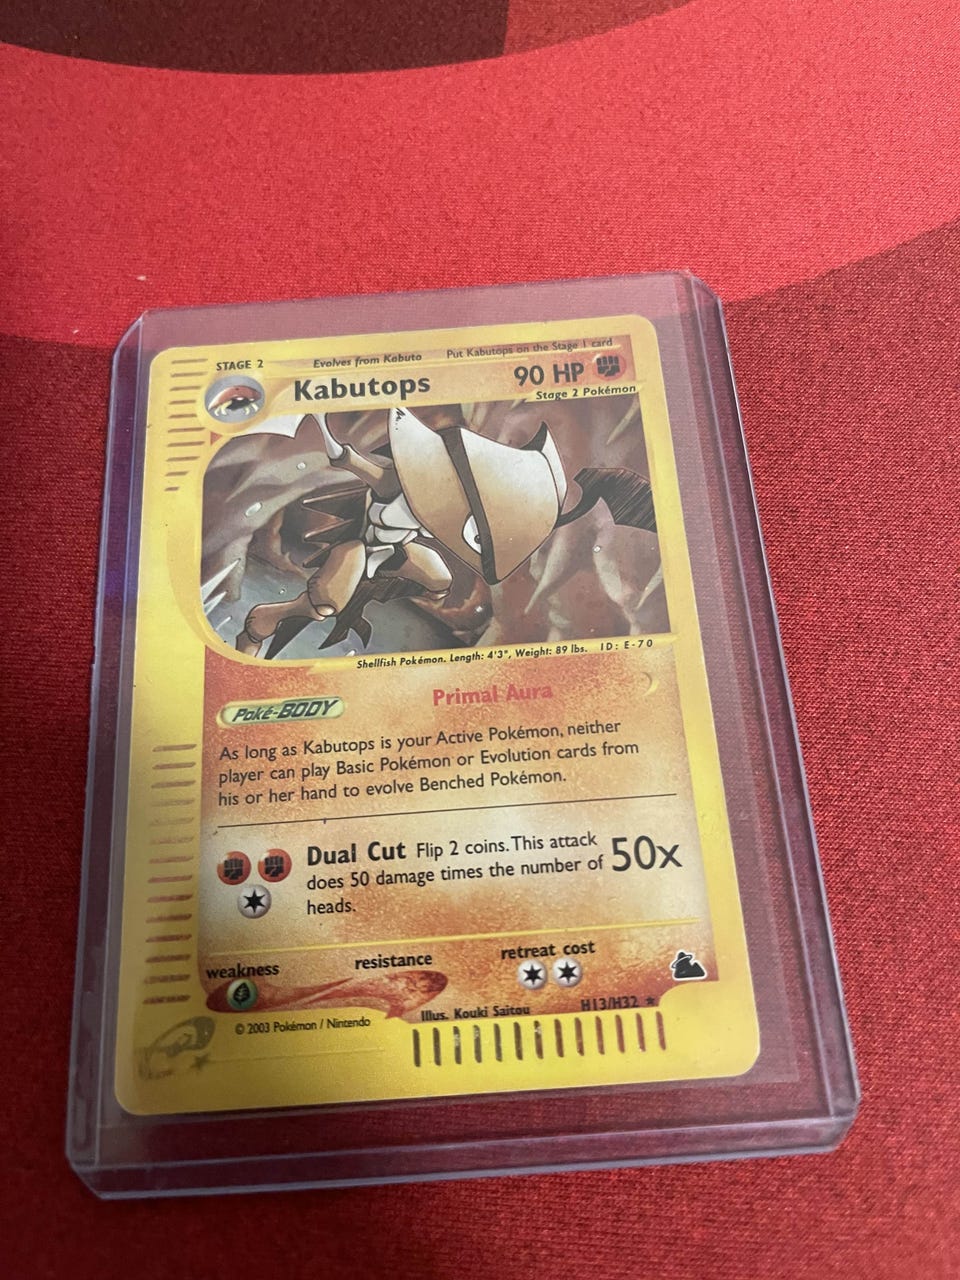 STAGE 2
Evolves from Kabuto
Put Kabutops on the Stage 1 card
Kabutops
90 HP
Stage 2 Pokémon
Shellfish Pokémon. Length: 4'3", Weight: 89 lbs. ID: E-70
Poké-BODY
Primal Aura
As long as Kabutops is your Active Pokémon, neither
player can play Basic Pokémon or Evolution cards from
his or her hand to evolve Benched Pokémon.
Dual Cut Flip 2 coins. This attack
does 50 damage times the number of
heads.
50x
weakness
resistance
retreat cost
Illus. Kouki Saitou
H13/H32 ★
© 2003 Pokémon / Nintendo